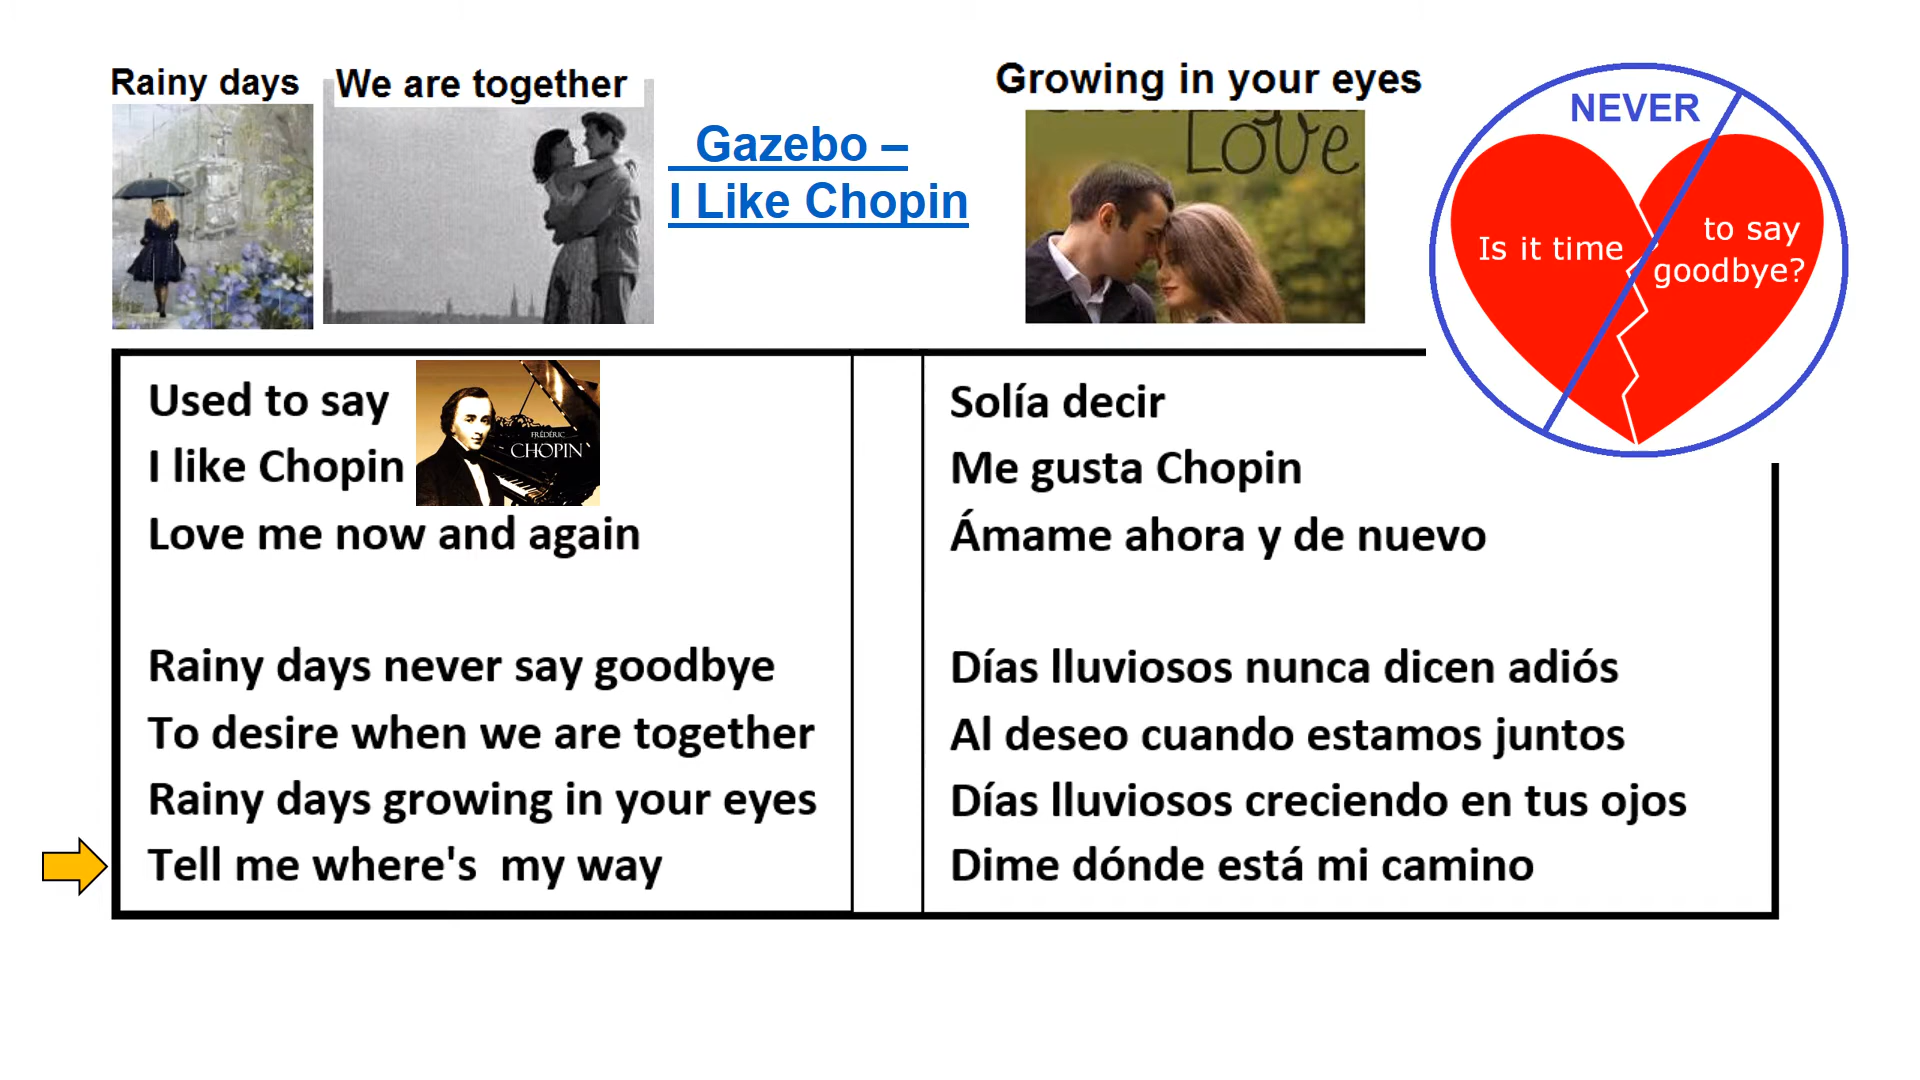 Rainy days
We are together
Gazebo –
I Like Chopin
Growing in your eyes
Love
NEVER
Is it time
to say
goodbye?
Used to say
I like Chopin
Love me now and again
FRÉDÉRIC
CHOPIN
Rainy days never say goodbye
To desire when we are together
Rainy days growing in your eyes
Tell me where's  my way
Solía decir
Me gusta Chopin
Ámame ahora y de nuevo
Días lluviosos nunca dicen adiós
Al deseo cuando estamos juntos
Días lluviosos creciendo en tus ojos
Dime dónde está mi camino